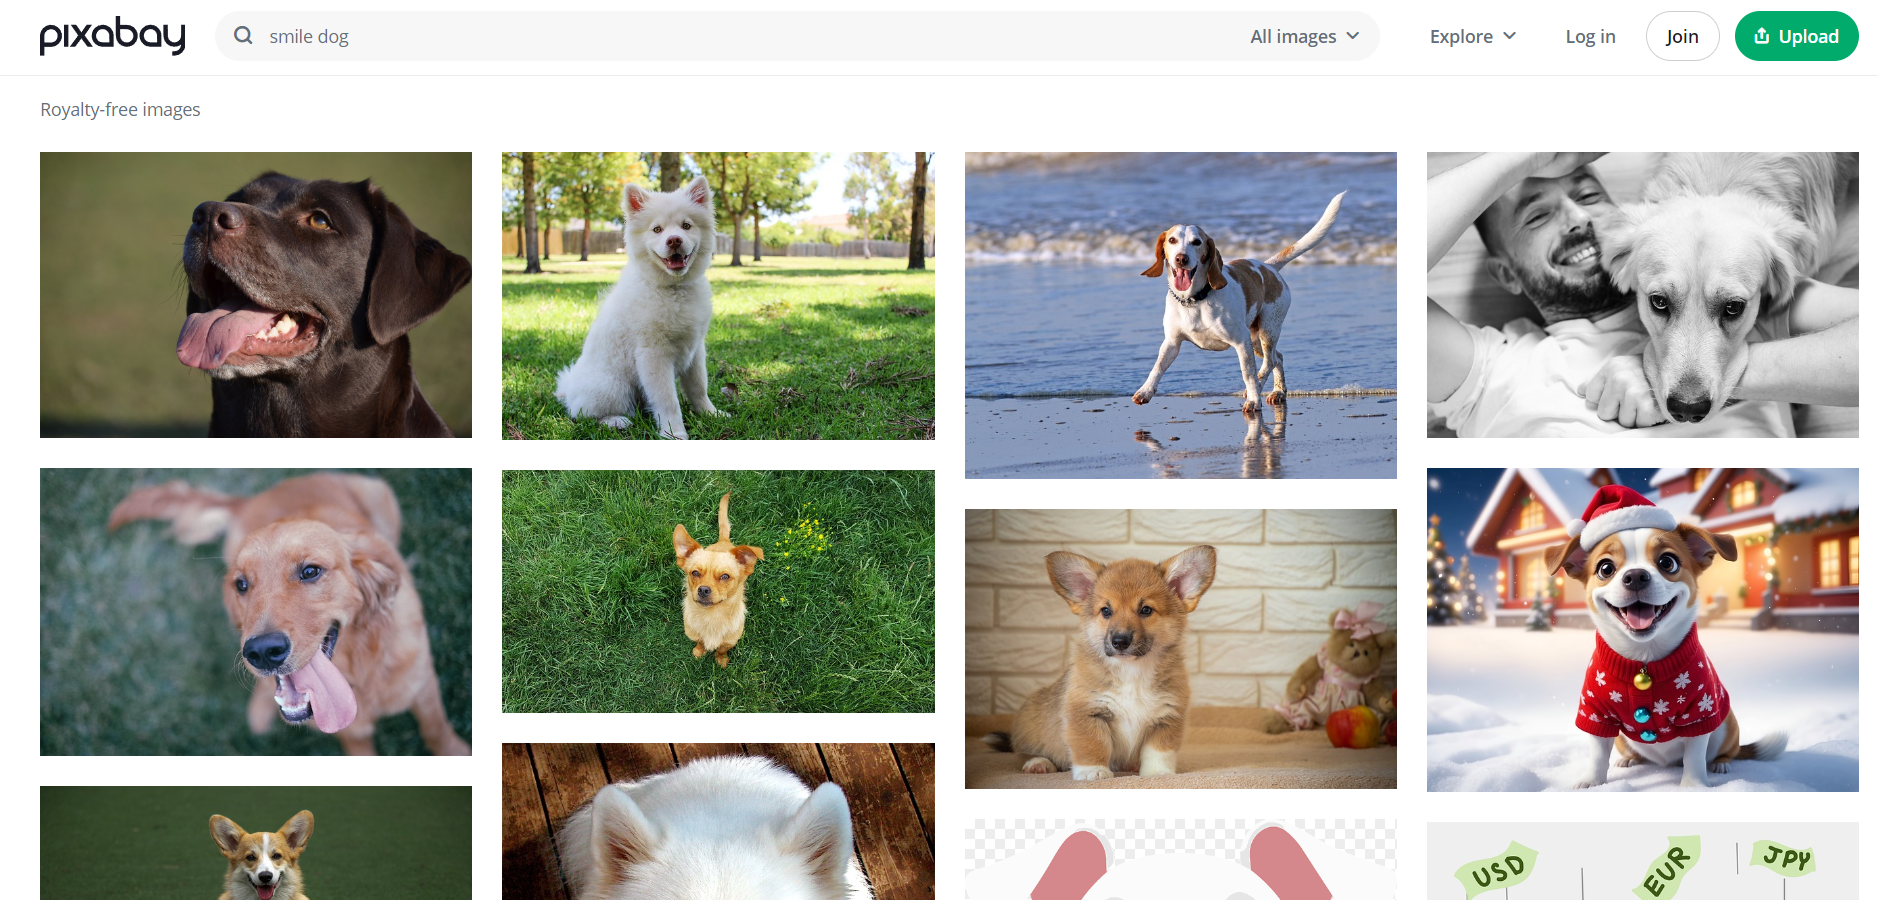 pixabay
smile dog
All images
Explore
Log in
Join
Upload
Royalty-free images
USD
EUR
JPY